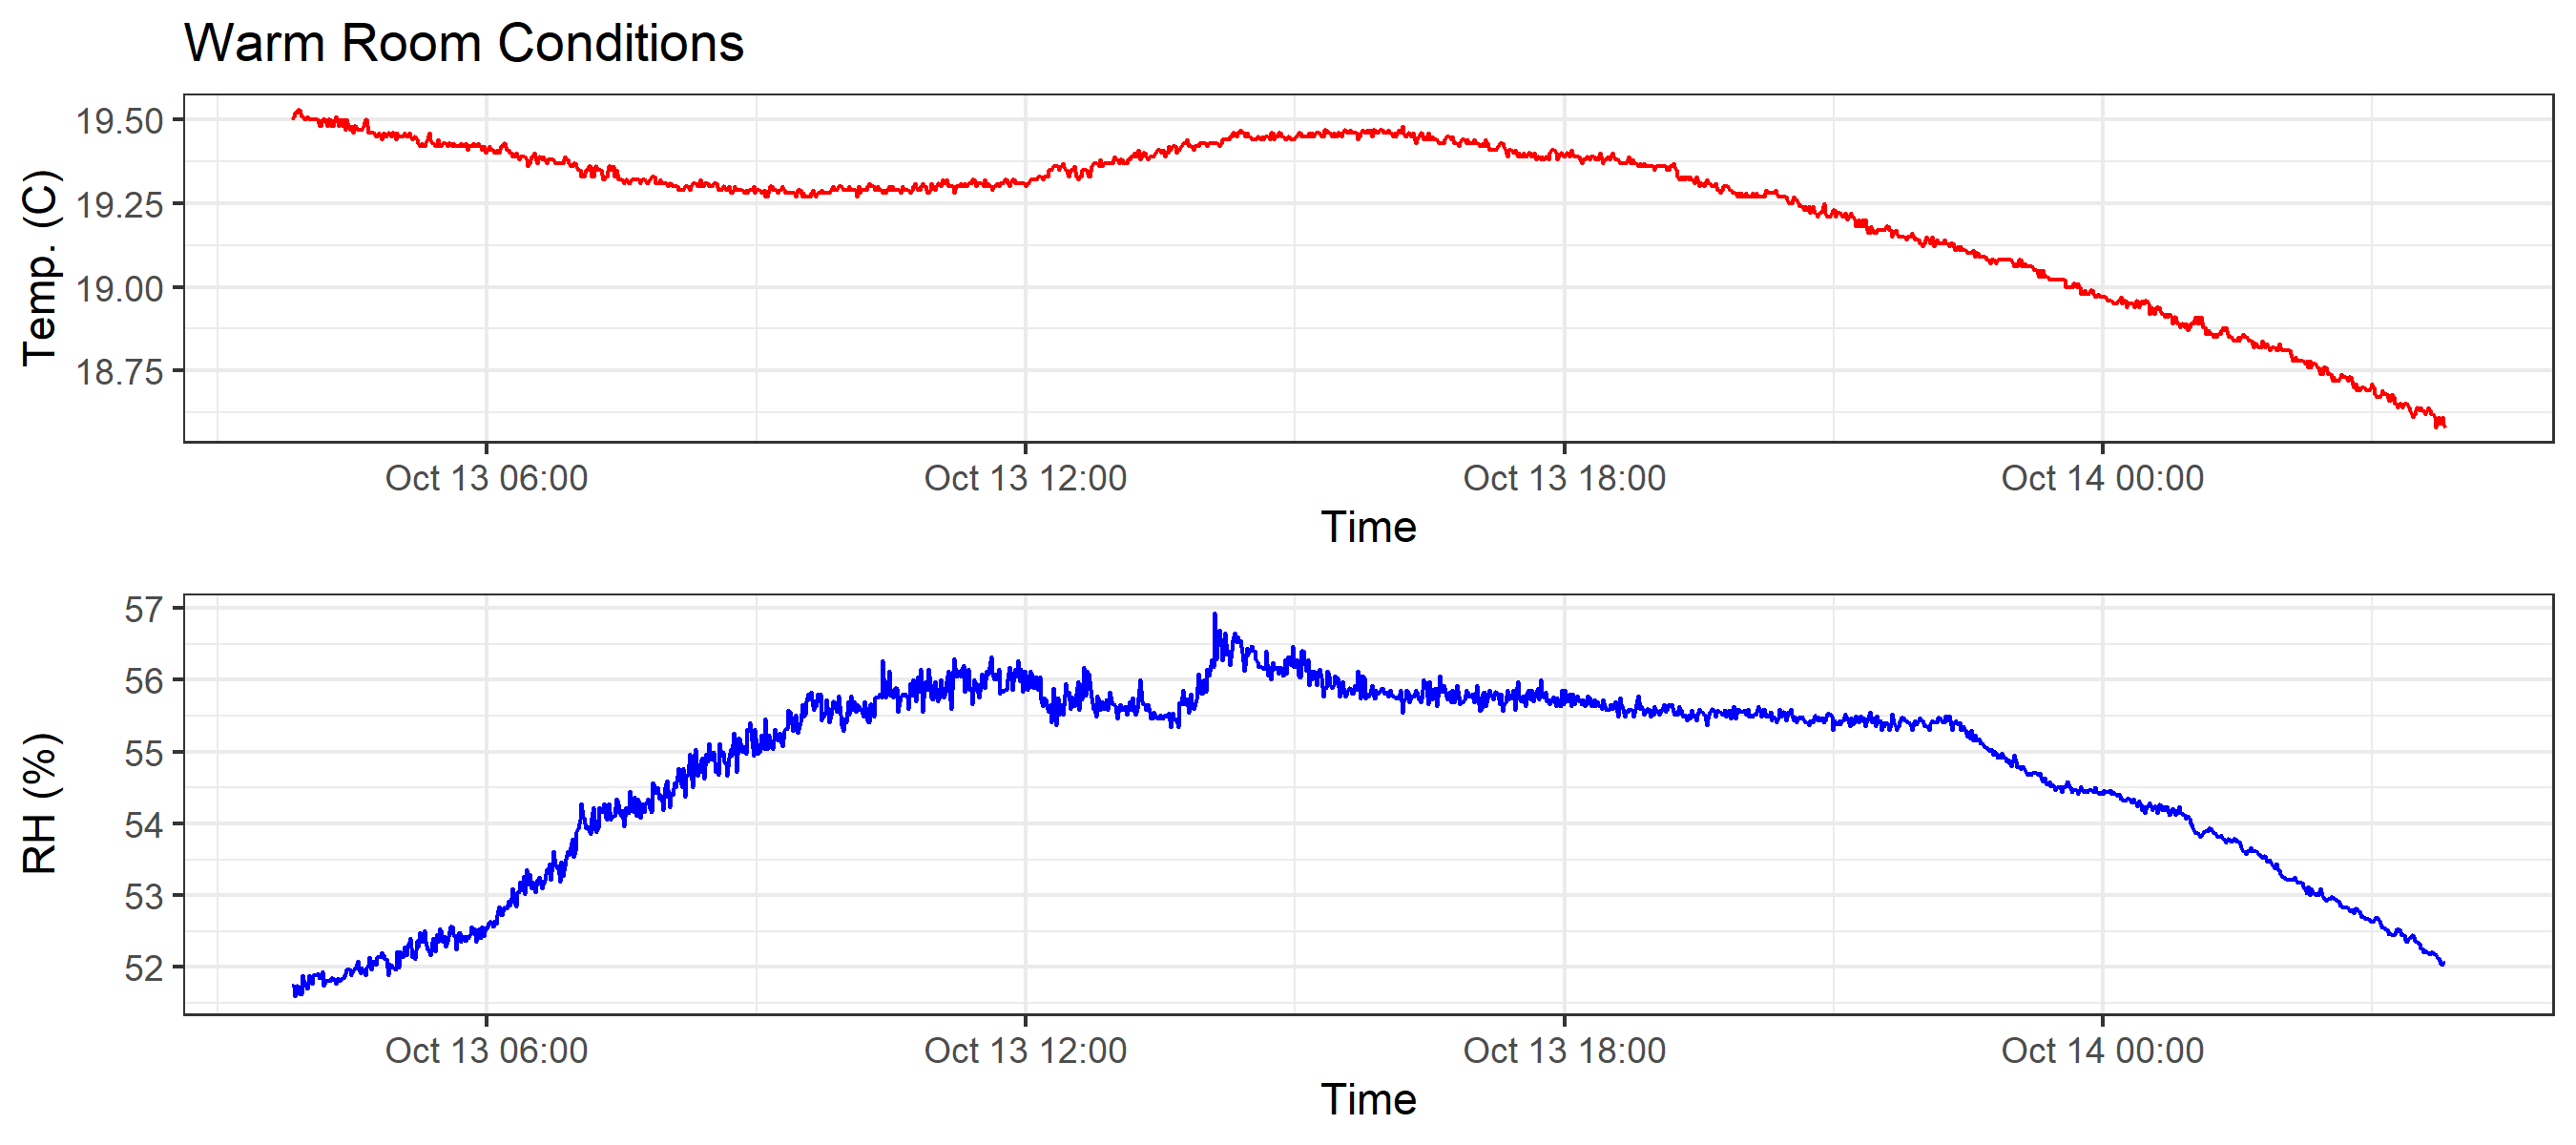 Warm Room Conditions
Temp. (C)
19.50
19.25
19.00
18.75
Oct 13 06:00 Oct 13 12:00 Oct 13 18:00 Oct 14 00:00
Time
RH (%)
57
56
55
54
53
52
Oct 13 06:00 Oct 13 12:00 Oct 13 18:00 Oct 14 00:00
Time